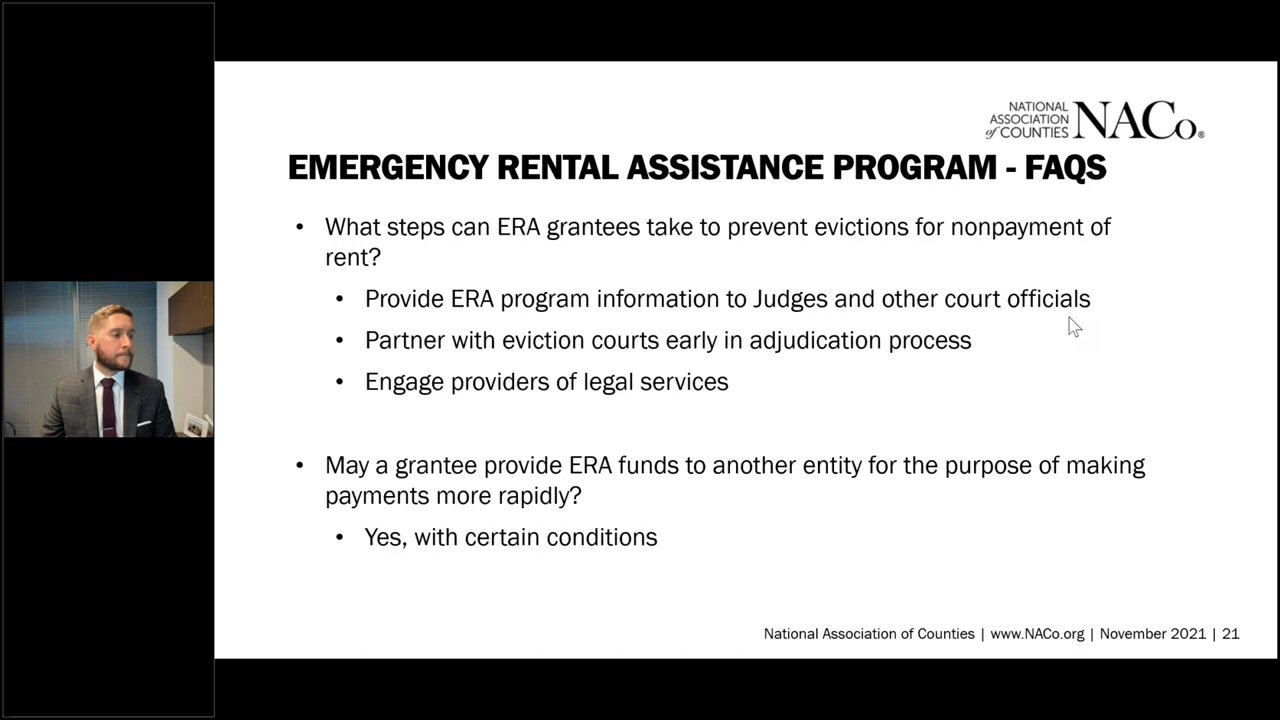 NATIONAL
ASSOCIATION
of COUNTIES
NACo®
EMERGENCY RENTAL ASSISTANCE PROGRAM - FAQS
• What steps can ERA grantees take to prevent evictions for nonpayment of
rent?
• Provide ERA program information to Judges and other court officials
• Partner with eviction courts early in adjudication process
• Engage providers of legal services
• May a grantee provide ERA funds to another entity for the purpose of making
payments more rapidly?
• Yes, with certain conditions
National Association of Counties | www.NACo.org | November 2021 | 21